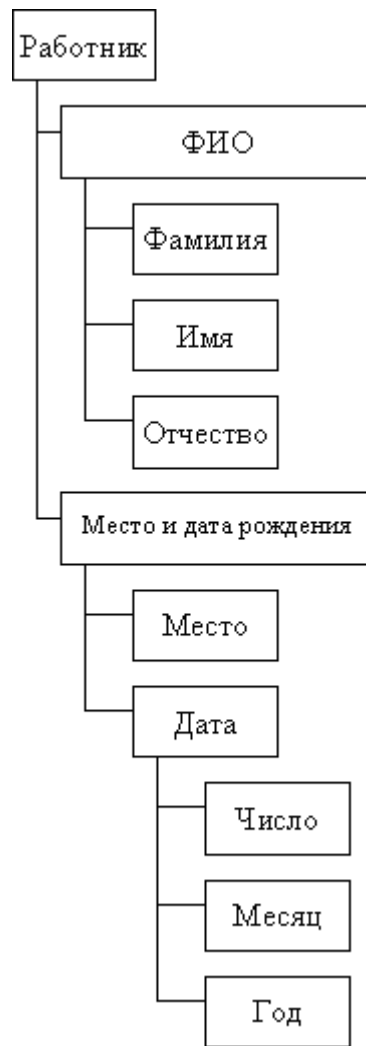 Работник
ФИО
Фамилия
Имя
Отчество
Место и дата рождения
Место
Дата
Число
Месяц
Год